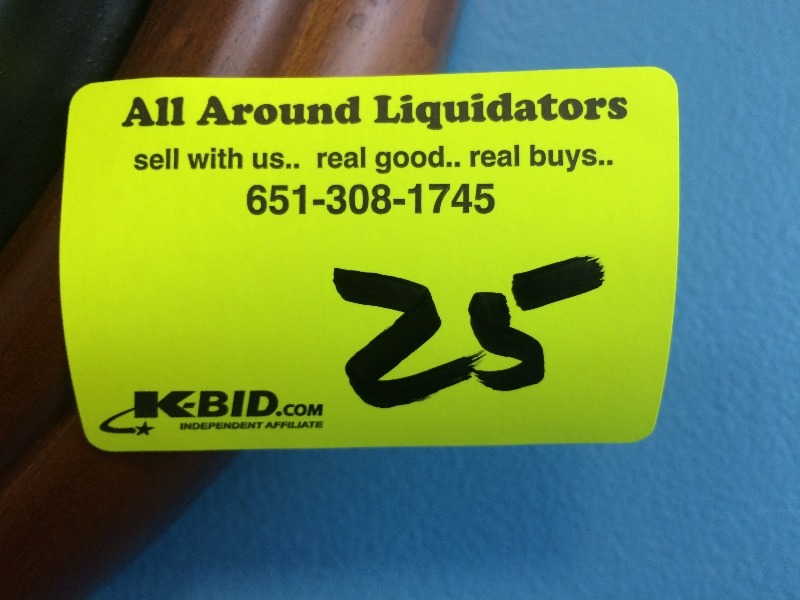 All Around Liquidators
sell with us.. real good.. real buys..
651-308-1745
25
K-BID.COM
INDEPENDENT AFFILIATE